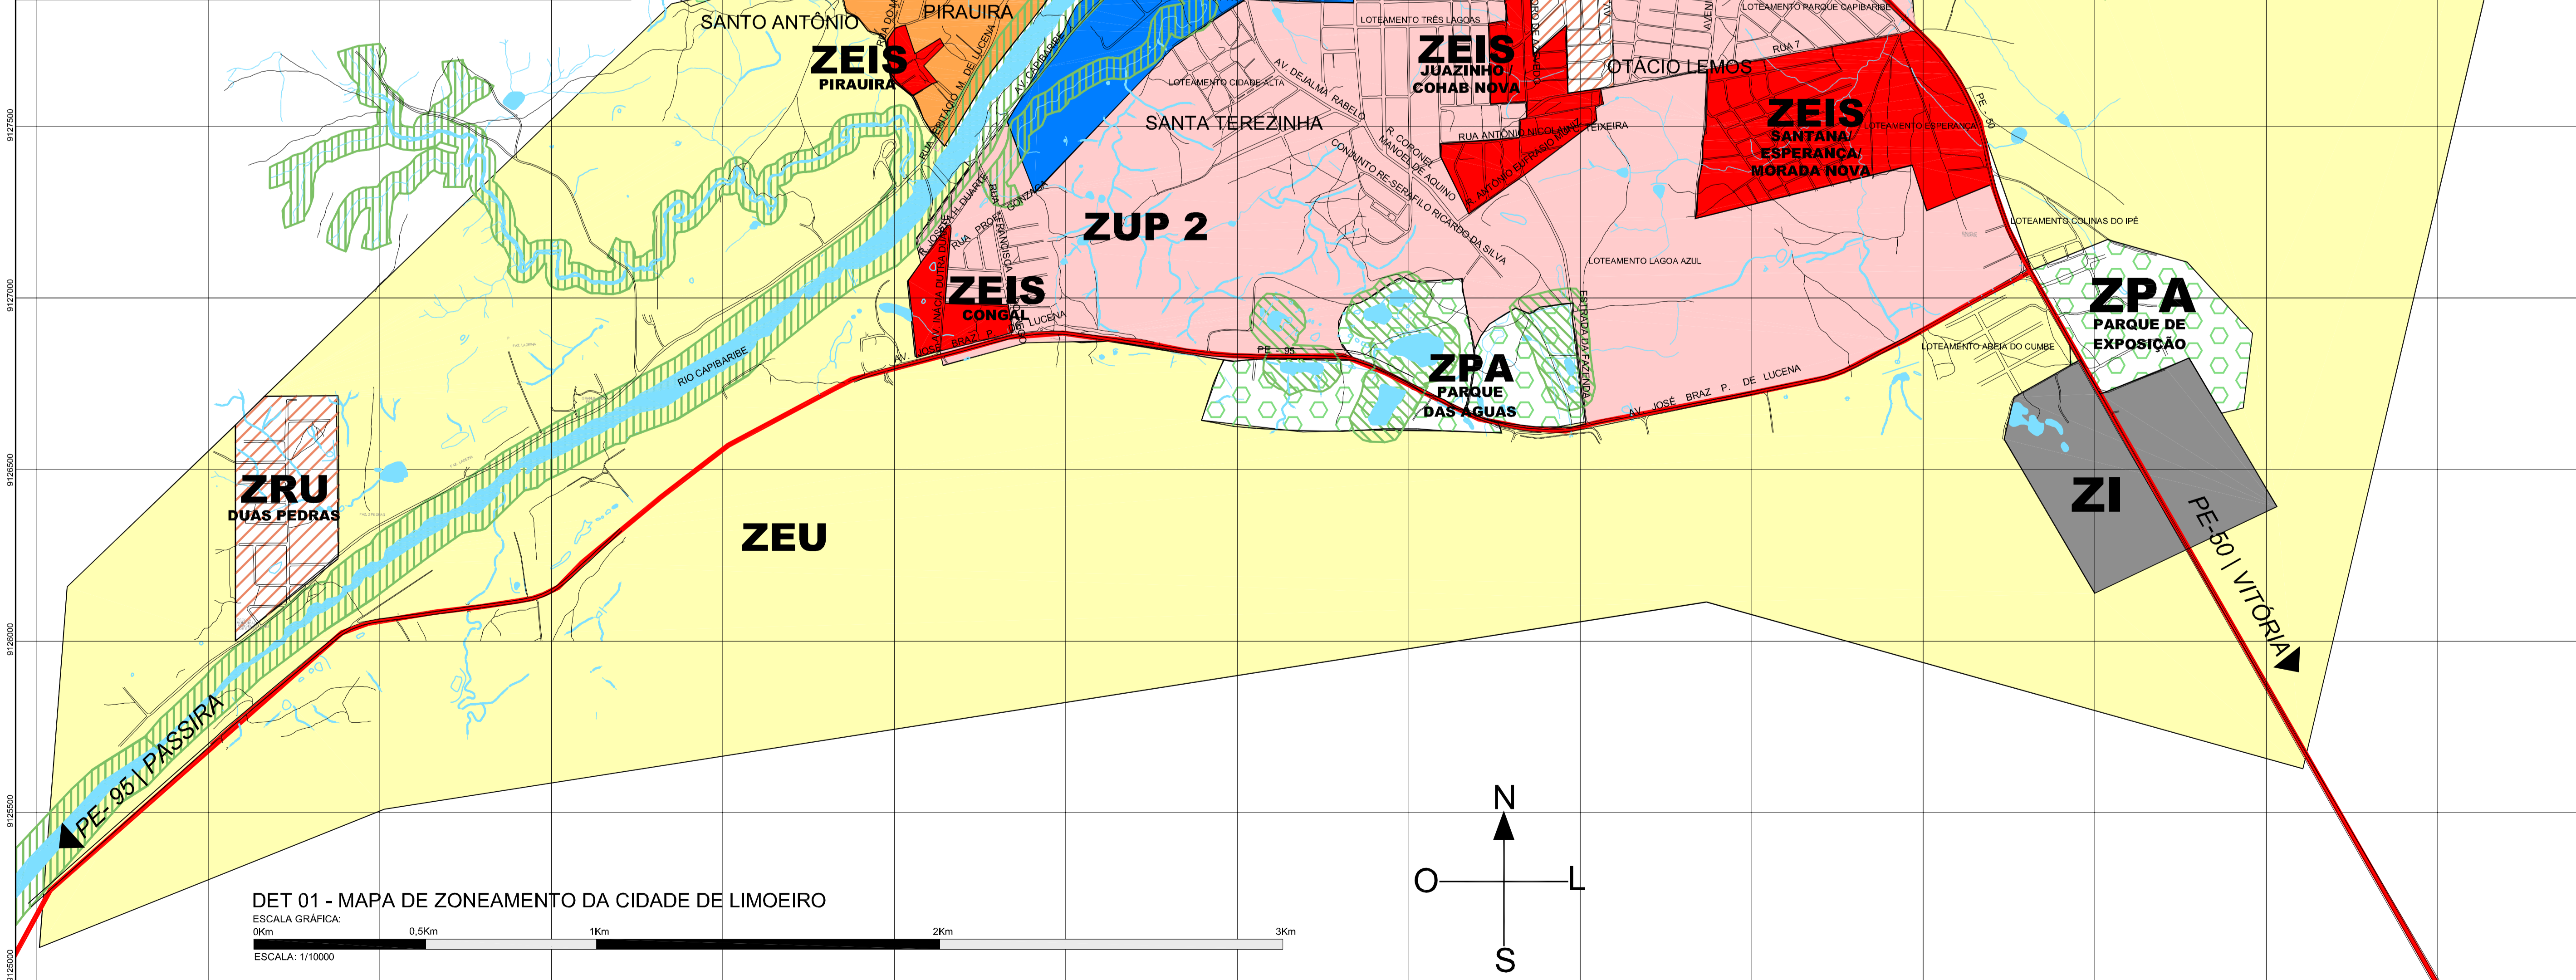 SANTO ANTÔNIO
PIRAUIRA
LOTEAMENTO TRÊS LAGOAS
LOTEAMENTO PARQUE CAPIBARIBE
RUA 7
ZEIS
PIRAUIRA
AV. CAPIBARIBE
ZEIS
JUAZINHO /
COHAB NOVA
OTÁCIO LEMOS
LOTEAMENTO CIDADE ALTA
AV. DEJALMA RABELO
SANTA TEREZINHA
R. CORONEL
MANOEL DE AQUINO
CONJUNTO RE-SERAFILO RICARDO DA SILVA
ZEIS
SANTANA/
ESPERANÇA/
MORADA NOVA
LOTEAMENTO ESPERANÇA
PE - 50
9127500
TEIXEIRA
ZUP 2
LOTEAMENTO COLINAS DO IPÊ
LOTEAMENTO LAGOA AZUL
ZEIS
CONGAL
9127000
ZPA
PARQUE DE
EXPOSIÇÃO
AV. JOSÉ BRAZ P. DE LUCENA
PE - 95
ESTRADA DA FAZENDA
LOTEAMENTO AREIA DO CUMBE
RIO CAPIBARIBE
ZPA
PARQUE
DAS ÁGUAS
AV. JOSÉ BRAZ P. DE LUCENA
9126500
ZRU
DUAS PEDRAS
ZEU
ZI
PE-50 | VITÓRIA
9126000
PE- 95 | PASSIRA
9125500
N
O
L
S
DET 01 - MAPA DE ZONEAMENTO DA CIDADE DE LIMOEIRO
ESCALA GRÁFICA:
0Km 0,5Km 1Km 2Km 3Km
ESCALA: 1/10000
9125000